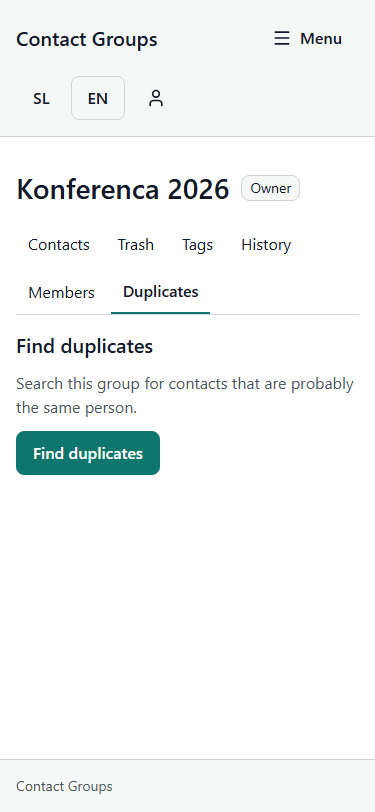 Contact Groups
Menu
SL
EN
Konferenca 2026
Owner
Contacts
Trash
Tags
History
Members
Duplicates
Find duplicates
Search this group for contacts that are probably
the same person.
Find duplicates
Contact Groups